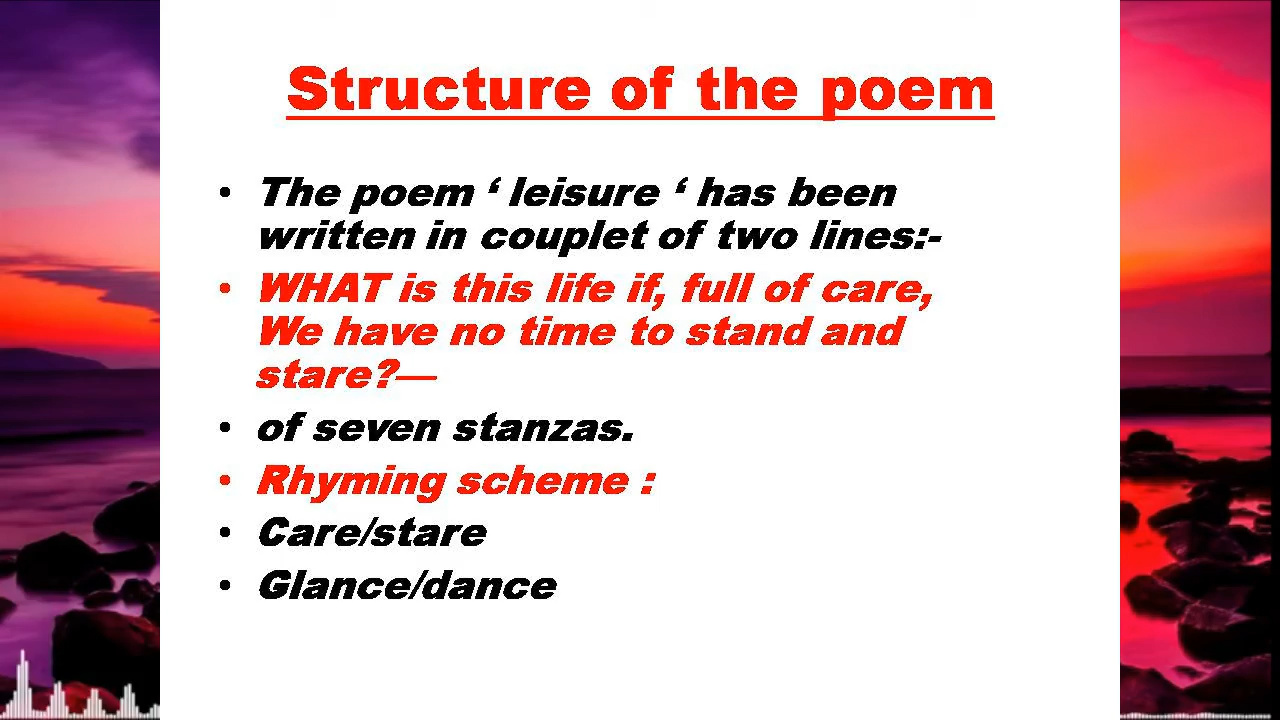 Structure of the poem
• The poem ‘ leisure ‘ has been
written in couplet of two lines:-
• WHAT is this life if, full of care,
We have no time to stand and
stare?—
• of seven stanzas.
• Rhyming scheme :
• Care/stare
• Glance/dance